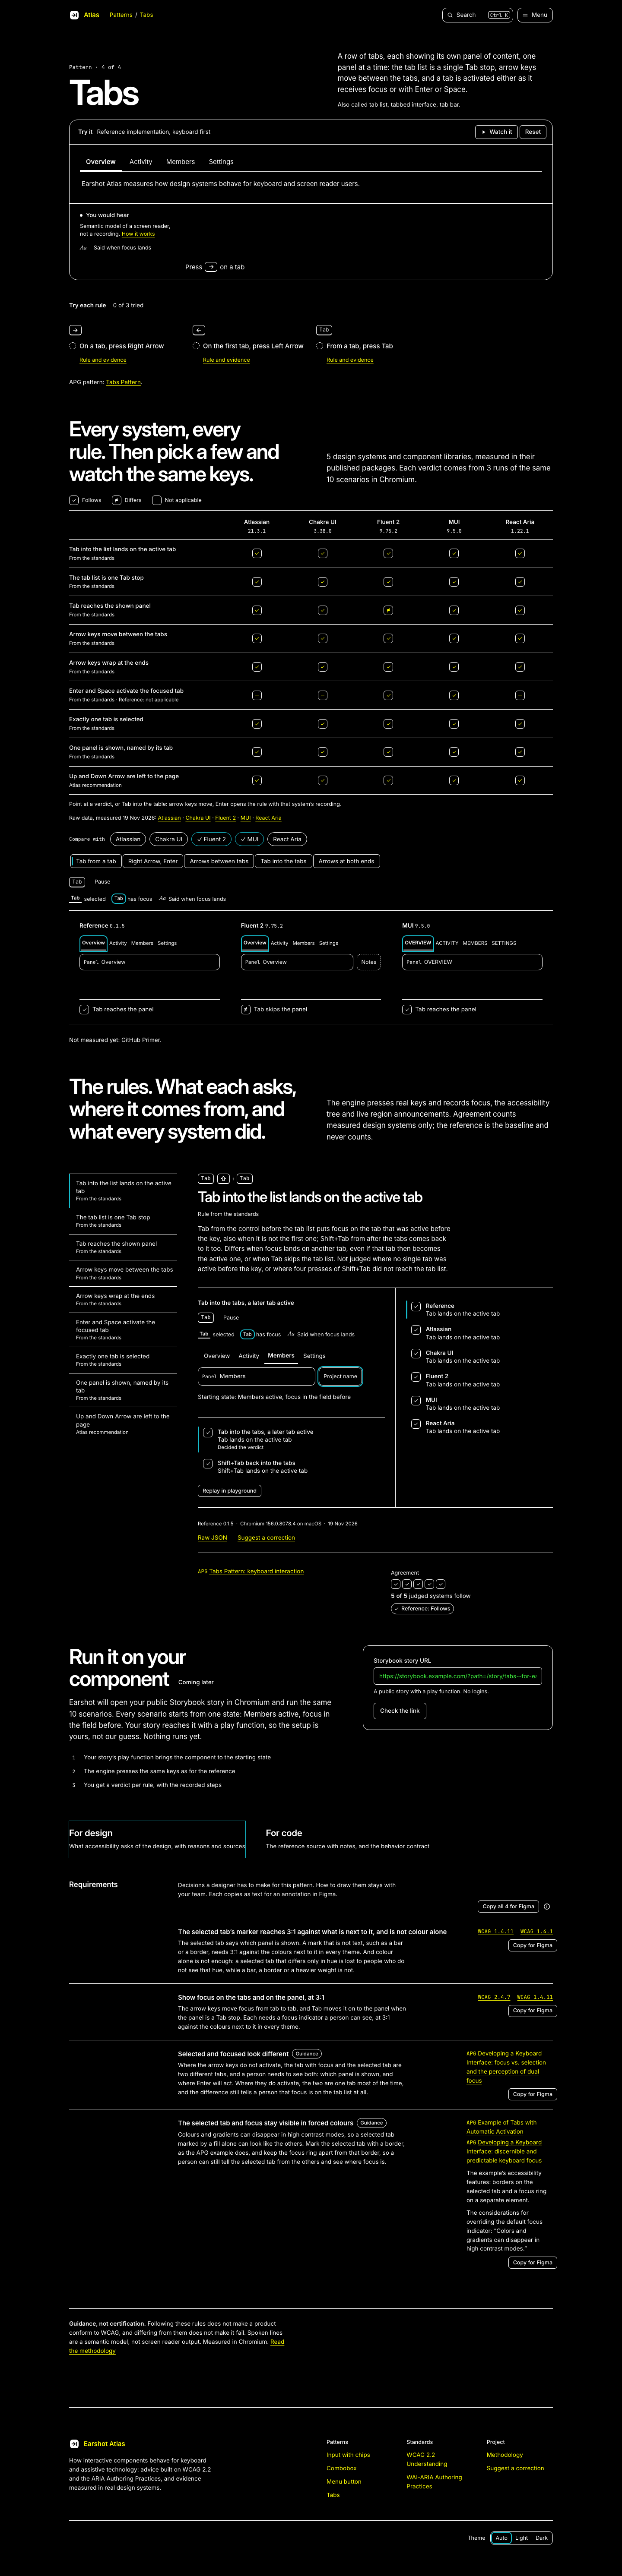 Atlas Patterns / Tabs Search Ctrl K Menu
Pattern · 4 of 4
Tabs
A row of tabs, each showing its own panel of content, one
panel at a time: the tab list is a single Tab stop, arrow keys
move between the tabs, and a tab is activated either as it
receives focus or with Enter or Space.
Also called tab list, tabbed interface, tab bar.
Try it Reference implementation, keyboard first Watch it Reset
Overview Activity Members Settings
Earshot Atlas measures how design systems behave for keyboard and screen reader users.
You would hear
Semantic model of a screen reader,
not a recording. How it works
Aa Said when focus lands
Press → on a tab
Try each rule 0 of 3 tried
→
On a tab, press Right Arrow
Rule and evidence
←
On the first tab, press Left Arrow
Rule and evidence
Tab
From a tab, press Tab
Rule and evidence
APG pattern: Tabs Pattern.
Every system, every
rule. Then pick a few and
watch the same keys.
5 design systems and component libraries, measured in their
published packages. Each verdict comes from 3 runs of the same
10 scenarios in Chromium.
✓ Follows ≠ Differs – Not applicable
Atlassian Chakra UI Fluent 2 MUI React Aria
21.3.1 3.38.0 9.75.2 9.5.0 1.22.1
Tab into the list lands on the active tab ✓ ✓ ✓ ✓ ✓
From the standards
The tab list is one Tab stop ✓ ✓ ✓ ✓ ✓
From the standards
Tab reaches the shown panel ✓ ✓ ≠ ✓ ✓
From the standards
Arrow keys move between the tabs ✓ ✓ ✓ ✓ ✓
From the standards
Arrow keys wrap at the ends ✓ ✓ ✓ ✓ ✓
From the standards
Enter and Space activate the focused tab – – ✓ ✓ –
From the standards · Reference: not applicable
Exactly one tab is selected ✓ ✓ ✓ ✓ ✓
From the standards
One panel is shown, named by its tab ✓ ✓ ✓ ✓ ✓
From the standards
Up and Down Arrow are left to the page ✓ ✓ ✓ ✓ ✓
Atlas recommendation
Point at a verdict, or Tab into the table: arrow keys move, Enter opens the rule with that system's recording.
Raw data, measured 19 Nov 2026: Atlassian · Chakra UI · Fluent 2 · MUI · React Aria
Compare with Atlassian Chakra UI ✓ Fluent 2 ✓ MUI React Aria
Tab from a tab Right Arrow, Enter Arrows between tabs Tab into the tabs Arrows at both ends
Tab Pause
Tab selected Tab has focus Aa Said when focus lands
Reference 0.1.5
Overview Activity Members Settings
Panel Overview
✓ Tab reaches the panel
Fluent 2 9.75.2
Overview Activity Members Settings
Panel Overview Notes
≠ Tab skips the panel
MUI 9.5.0
OVERVIEW ACTIVITY MEMBERS SETTINGS
Panel OVERVIEW
✓ Tab reaches the panel
Not measured yet: GitHub Primer.
The rules. What each asks,
where it comes from, and
what every system did.
The engine presses real keys and records focus, the accessibility
tree and live region announcements. Agreement counts
measured design systems only; the reference is the baseline and
never counts.
Tab into the list lands on the active
tab
From the standards
The tab list is one Tab stop
From the standards
Tab reaches the shown panel
From the standards
Arrow keys move between the tabs
From the standards
Arrow keys wrap at the ends
From the standards
Enter and Space activate the
focused tab
From the standards
Exactly one tab is selected
From the standards
One panel is shown, named by its
tab
From the standards
Up and Down Arrow are left to the
page
Atlas recommendation
Tab ⇧ + Tab
Tab into the list lands on the active tab
Rule from the standards
Tab from the control before the tab list puts focus on the tab that was active before
the key, also when it is not the first one; Shift+Tab from after the tabs comes back
to it too. Differs when focus lands on another tab, even if that tab then becomes
the active one, or when Tab skips the tab list. Not judged where no single tab was
active before the key, or where four presses of Shift+Tab did not reach the tab list.
Tab into the tabs, a later tab active
Tab Pause
Tab selected Tab has focus Aa Said when focus lands
Overview Activity Members Settings
Panel Members Project name
Starting state: Members active, focus in the field before
✓ Tab into the tabs, a later tab active
Tab lands on the active tab
Decided the verdict
✓ Shift+Tab back into the tabs
Shift+Tab lands on the active tab
Replay in playground
✓ Reference
Tab lands on the active tab
✓ Atlassian
Tab lands on the active tab
✓ Chakra UI
Tab lands on the active tab
✓ Fluent 2
Tab lands on the active tab
✓ MUI
Tab lands on the active tab
✓ React Aria
Tab lands on the active tab
Reference 0.1.5 · Chromium 156.0.8078.4 on macOS · 19 Nov 2026
Raw JSON Suggest a correction
APG Tabs Pattern: keyboard interaction
Agreement
✓ ✓ ✓ ✓ ✓
5 of 5 judged systems follow
✓ Reference: Follows
Run it on your
component Coming later
Earshot will open your public Storybook story in Chromium and run the same
10 scenarios. Every scenario starts from one state: Members active, focus in
the field before. Your story reaches it with a play function, so the setup is
yours, not our guess. Nothing runs yet.
1 Your story's play function brings the component to the starting state
2 The engine presses the same keys as for the reference
3 You get a verdict per rule, with the recorded steps
Storybook story URL
https://storybook.example.com/?path=/story/tabs--for-e
A public story with a play function. No logins.
Check the link
For design
What accessibility asks of the design, with reasons and sources
For code
The reference source with notes, and the behavior contract
Requirements
Decisions a designer has to make for this pattern. How to draw them stays with
your team. Each copies as text for an annotation in Figma.
Copy all 4 for Figma
The selected tab's marker reaches 3:1 against what is next to it, and is not colour alone
The selected tab says which panel is shown. A mark that is not text, such as a bar
or a border, needs 3:1 against the colours next to it in every theme. And colour
alone is not enough: a selected tab that differs only in hue is lost to people who do
not see that hue, while a bar, a border or a heavier weight is not.
WCAG 1.4.11 WCAG 1.4.1
Copy for Figma
Show focus on the tabs and on the panel, at 3:1
The arrow keys move focus from tab to tab, and Tab moves it on to the panel when
the panel is a Tab stop. Each needs a focus indicator a person can see, at 3:1
against the colours next to it in every theme.
WCAG 2.4.7 WCAG 1.4.11
Copy for Figma
Selected and focused look different Guidance
Where the arrow keys do not activate, the tab with focus and the selected tab are
two different tabs, and a person needs to see both: which panel is shown, and
where Enter will act. Where they do activate, the two are one tab most of the time,
and the difference still tells a person that focus is on the tab list at all.
APG Developing a Keyboard
Interface: focus vs. selection
and the perception of dual
focus
Copy for Figma
The selected tab and focus stay visible in forced colours Guidance
Colours and gradients can disappear in high contrast modes, so a selected tab
marked by a fill alone can look like the others. Mark the selected tab with a border,
as the APG example does, and keep the focus ring apart from that border, so a
person can still tell the selected tab from the others and see where focus is.
APG Example of Tabs with
Automatic Activation
APG Developing a Keyboard
Interface: discernible and
predictable keyboard focus
The example's accessibility
features: borders on the
selected tab and a focus ring
on a separate element.
The considerations for
overriding the default focus
indicator: "Colors and
gradients can disappear in
high contrast modes."
Copy for Figma
Guidance, not certification. Following these rules does not make a product
conform to WCAG, and differing from them does not make it fail. Spoken lines
are a semantic model, not screen reader output. Measured in Chromium. Read
the methodology
Earshot Atlas
How interactive components behave for keyboard
and assistive technology: advice built on WCAG 2.2
and the ARIA Authoring Practices, and evidence
measured in real design systems.
Patterns
Input with chips
Combobox
Menu button
Tabs
Standards
WCAG 2.2
Understanding
WAI-ARIA Authoring
Practices
Project
Methodology
Suggest a correction
Theme Auto Light Dark